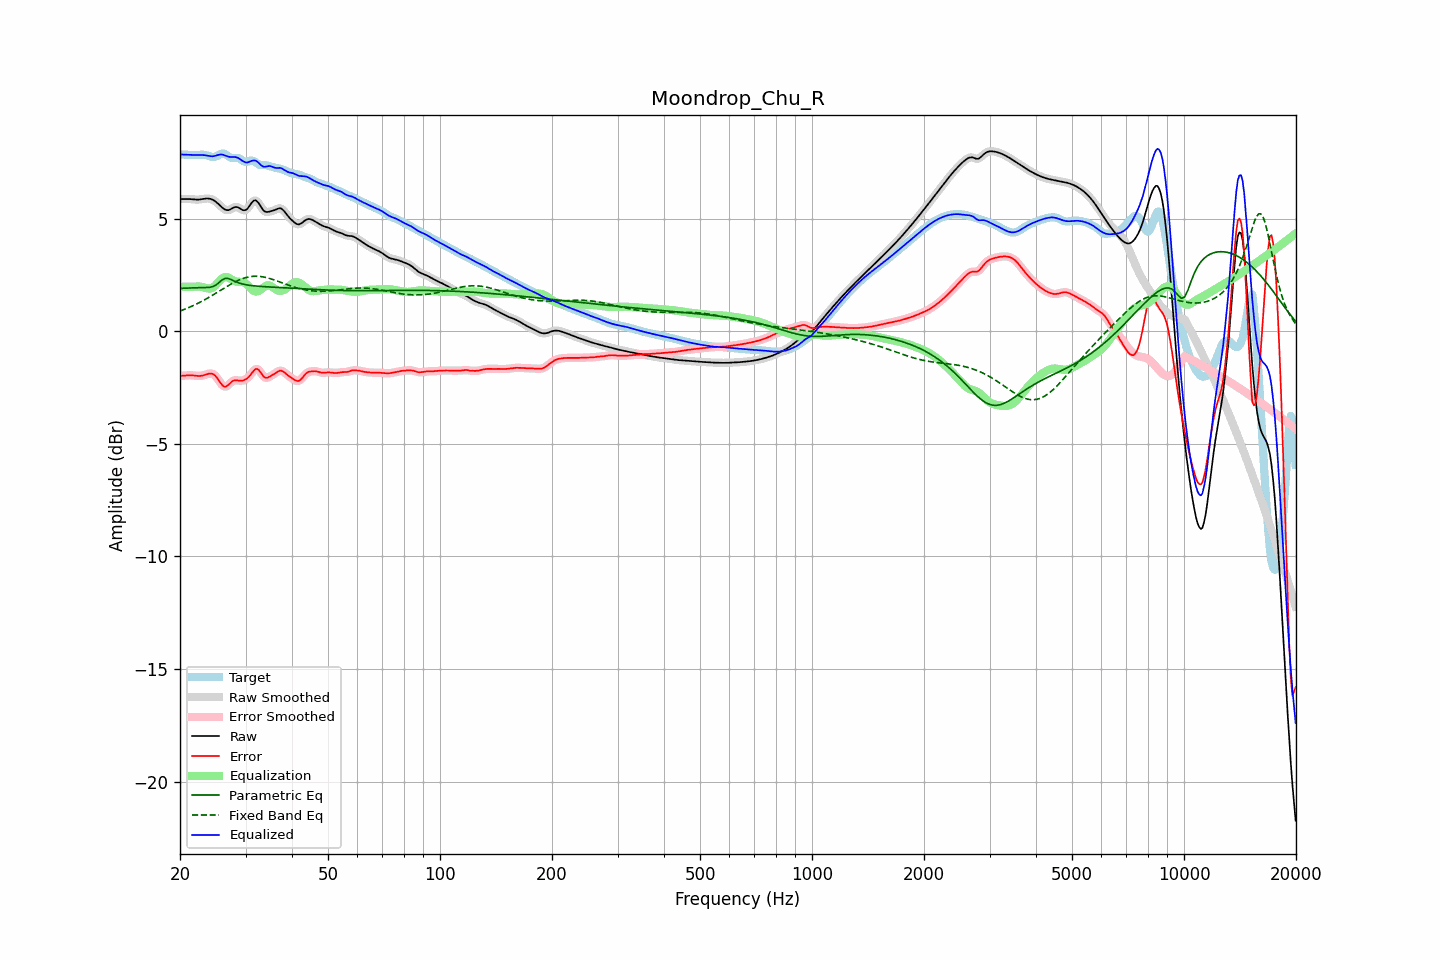 Moondrop_Chu_R
Amplitude (dBr)
5
0
−5
−10
−15
−20
Target
Raw Smoothed
Error Smoothed
Raw
Error
Equalization
Parametric Eq
Fixed Band Eq
Equalized
20 50 100 200 500 1000 2000 5000 10000 20000
Frequency (Hz)